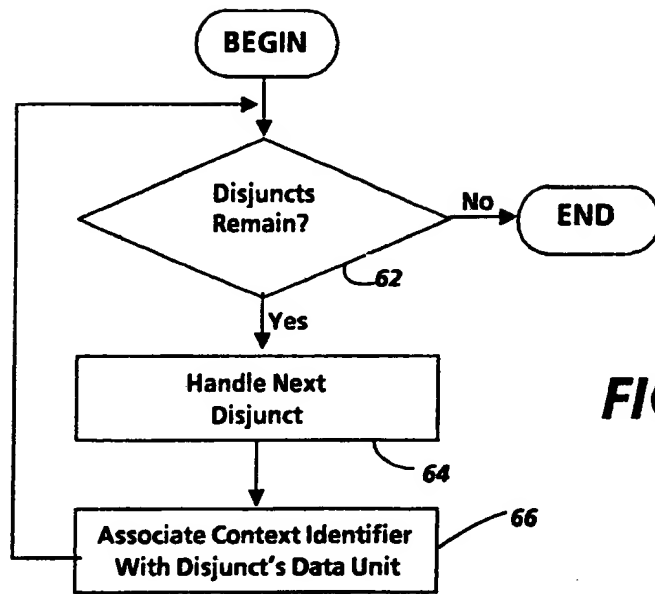 BEGIN
Disjuncts
Remain?
No
END
62
Yes
Handle Next
Disjunct
64
Associate Context Identifier
With Disjunct's Data Unit
66